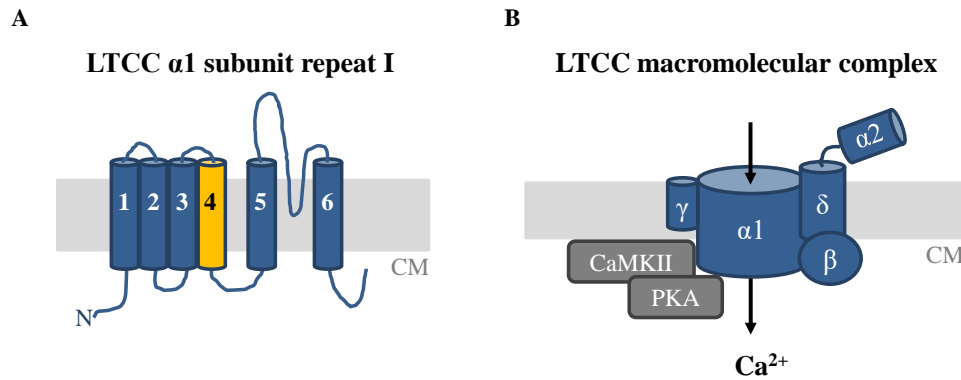 A
LTCC α1 subunit repeat I
1 2 3 4 5 6
CM
N
B
LTCC macromolecular complex
α2
γ
α1
δ
β
CaMKII
PKA
CM
Ca²⁺